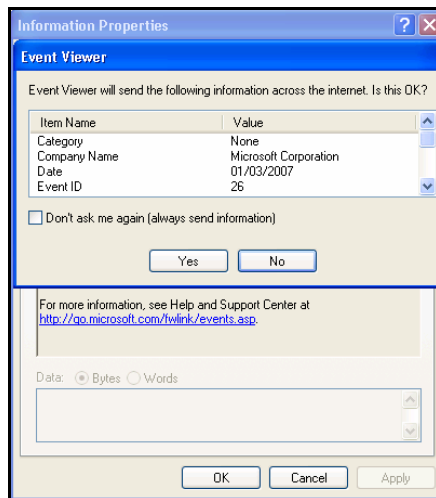 Information Properties
Event Viewer
Event Viewer will send the following information across the internet. Is this OK?
Item Name Value
Category None
Company Name Microsoft Corporation
Date 01/03/2007
Event ID 26
Don't ask me again (always send information)
Yes No
For more information, see Help and Support Center at
http://go.microsoft.com/fwlink/events.asp.
Data: Bytes Words
OK Cancel Apply